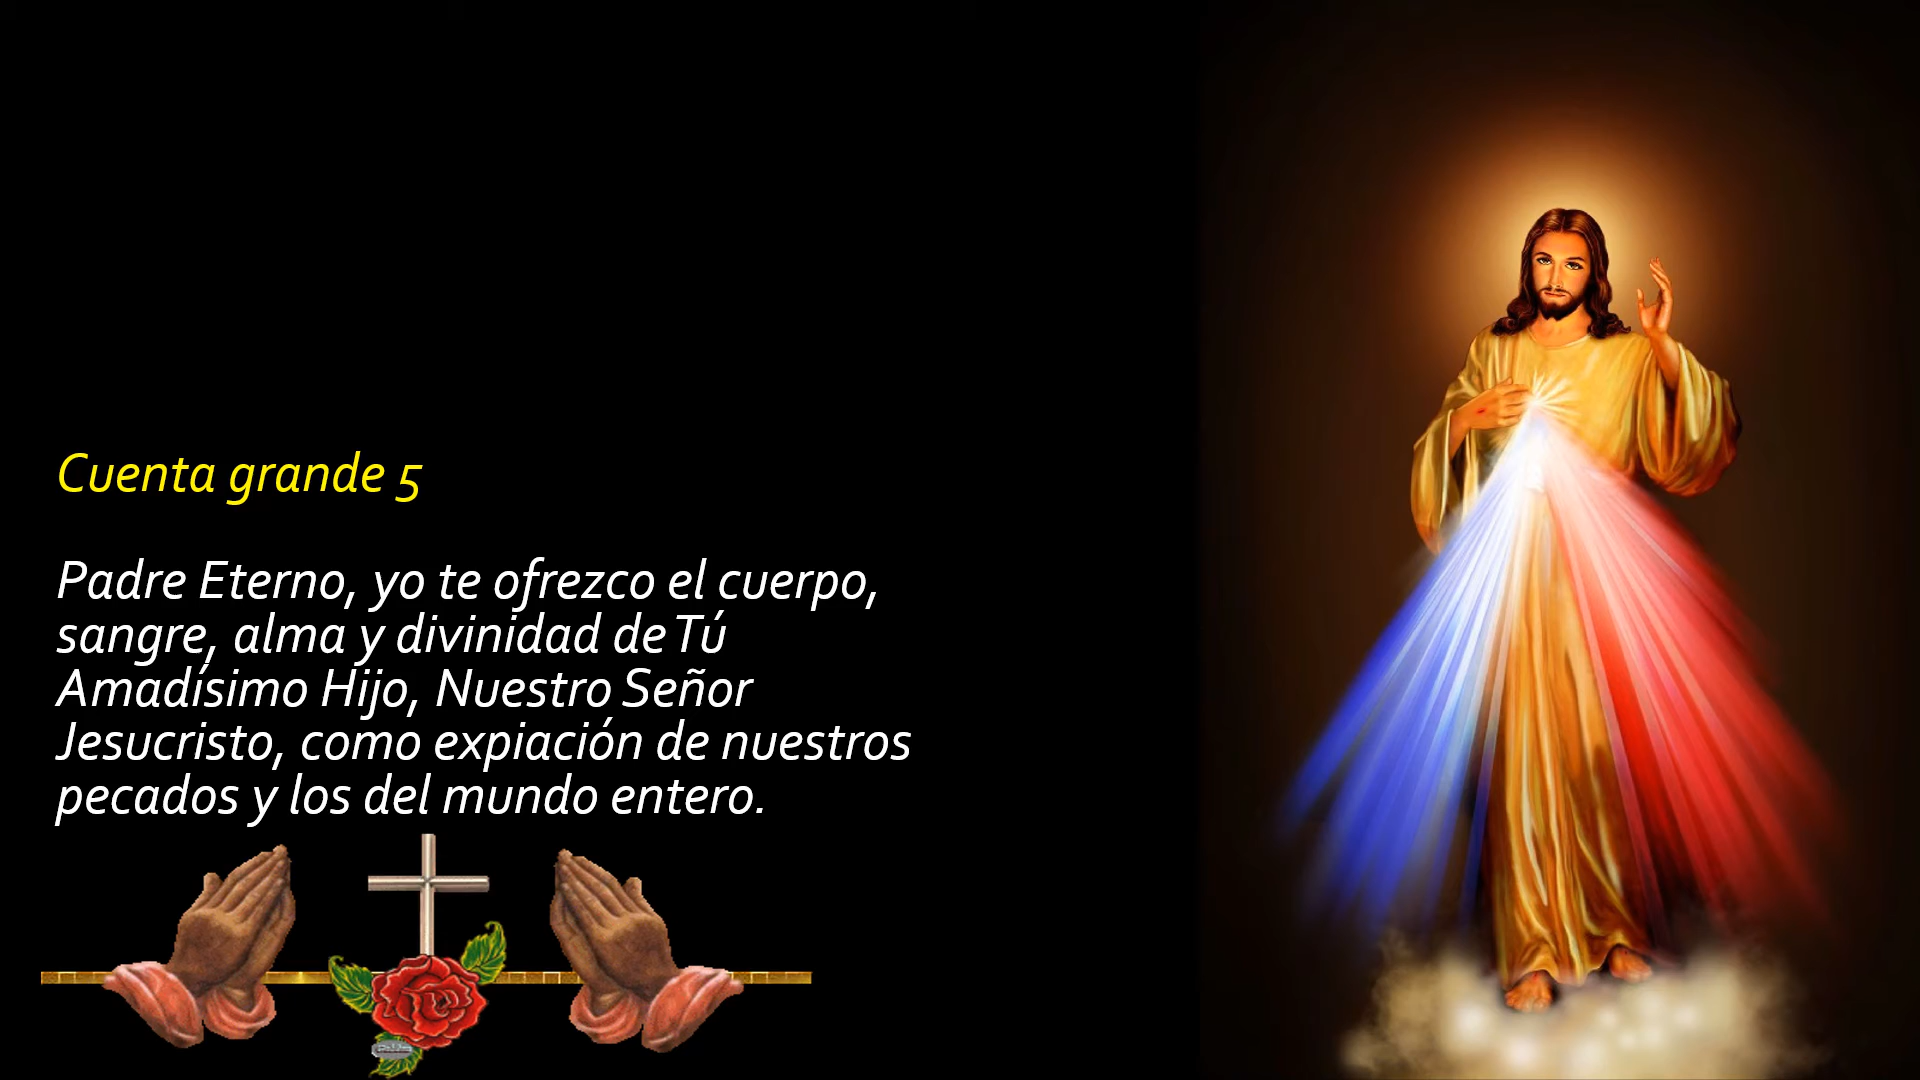 Cuenta grande 5
Padre Eterno, yo te ofrezco el cuerpo,
sangre, alma y divinidad de Tú
Amadísimo Hijo, Nuestro Señor
Jesucristo, como expiación de nuestros
pecados y los del mundo entero.